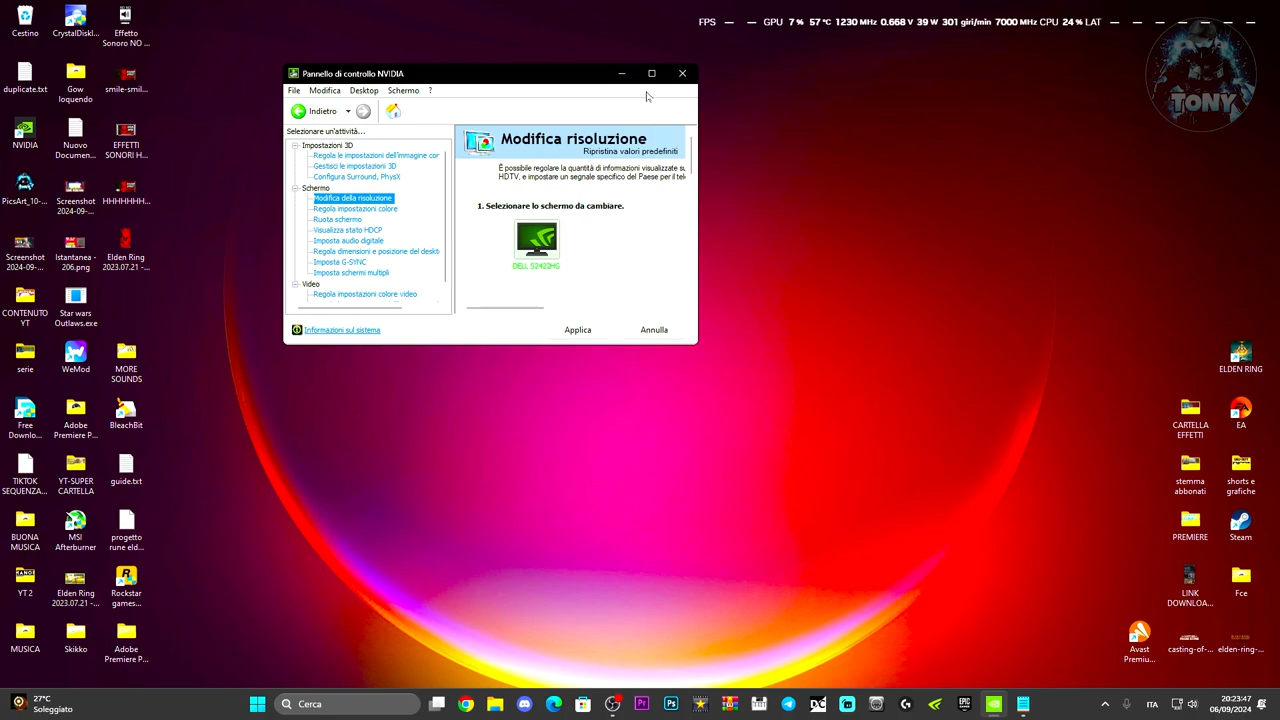 FPS — — GPU 7 % 57 °C 1230 MHz 0.668 V 39 W 301 giri/min 7000 MHz CPU 24 % LAT — — — — — —
TONY
Cestino
CrystalDiskI...
Effetto
Sonoro NO ...
duplicate.txt
Gow
loquendo
smile-smil...
NVIDIA
Nuovo
Documen...
EFFETTI
SONORI H...
PicsArt_10-...
Screenshot
2024-09-...
HHHHHHH...
Screenshot
2024-09-...
Istantanea -
206.png
Elden Ring
2023.07.21 -...
CONTENUTO
YT
Star wars
Outlaws.exe
serie
WeMod
MORE
SOUNDS
Free
Downlo...
Adobe
Premiere P...
BleachBit
TIKTOK
SEQUENZA...
YT-SUPER
CARTELLA
guide.txt
BUONA
MUSICA
MSI
Afterburner
progetto
rune eld...
YT 2
Elden Ring
2023.07.21 -...
Rockstar
games...
MUSICA
Skikko
Adobe
Premiere P...
Pannello di controllo NVIDIA
File Modifica Desktop Schermo ?
Indietro
Selezionare un'attività...
Impostazioni 3D
Regola le impostazioni dell'immagine con
Gestisci le impostazioni 3D
Configura Surround, PhysX
Schermo
Modifica della risoluzione
Regola impostazioni colore
Ruota schermo
Visualizza stato HDCP
Imposta audio digitale
Regola dimensioni e posizione del deskto
Imposta G-SYNC
Imposta schermi multipli
Video
Regola impostazioni colore video
Informazioni sul sistema
Modifica risoluzione
Ripristina valori predefiniti
È possibile regolare la quantità di informazioni visualizzate su
HDTV, e impostare un segnale specifico del Paese per il tele
1. Selezionare lo schermo da cambiare.
DELL S2422HG
Applica
Annulla
ELDEN RING
CARTELLA
EFFETTI
EA
stemma
abbonati
shorts e
grafiche
PREMIERE
Steam
LINK
DOWNLOA...
Fce
Avast
Premiu...
casting-of-...
elden-ring-...
27°C
Soleggiato
Cerca
ITA
20:23:47
06/09/2024